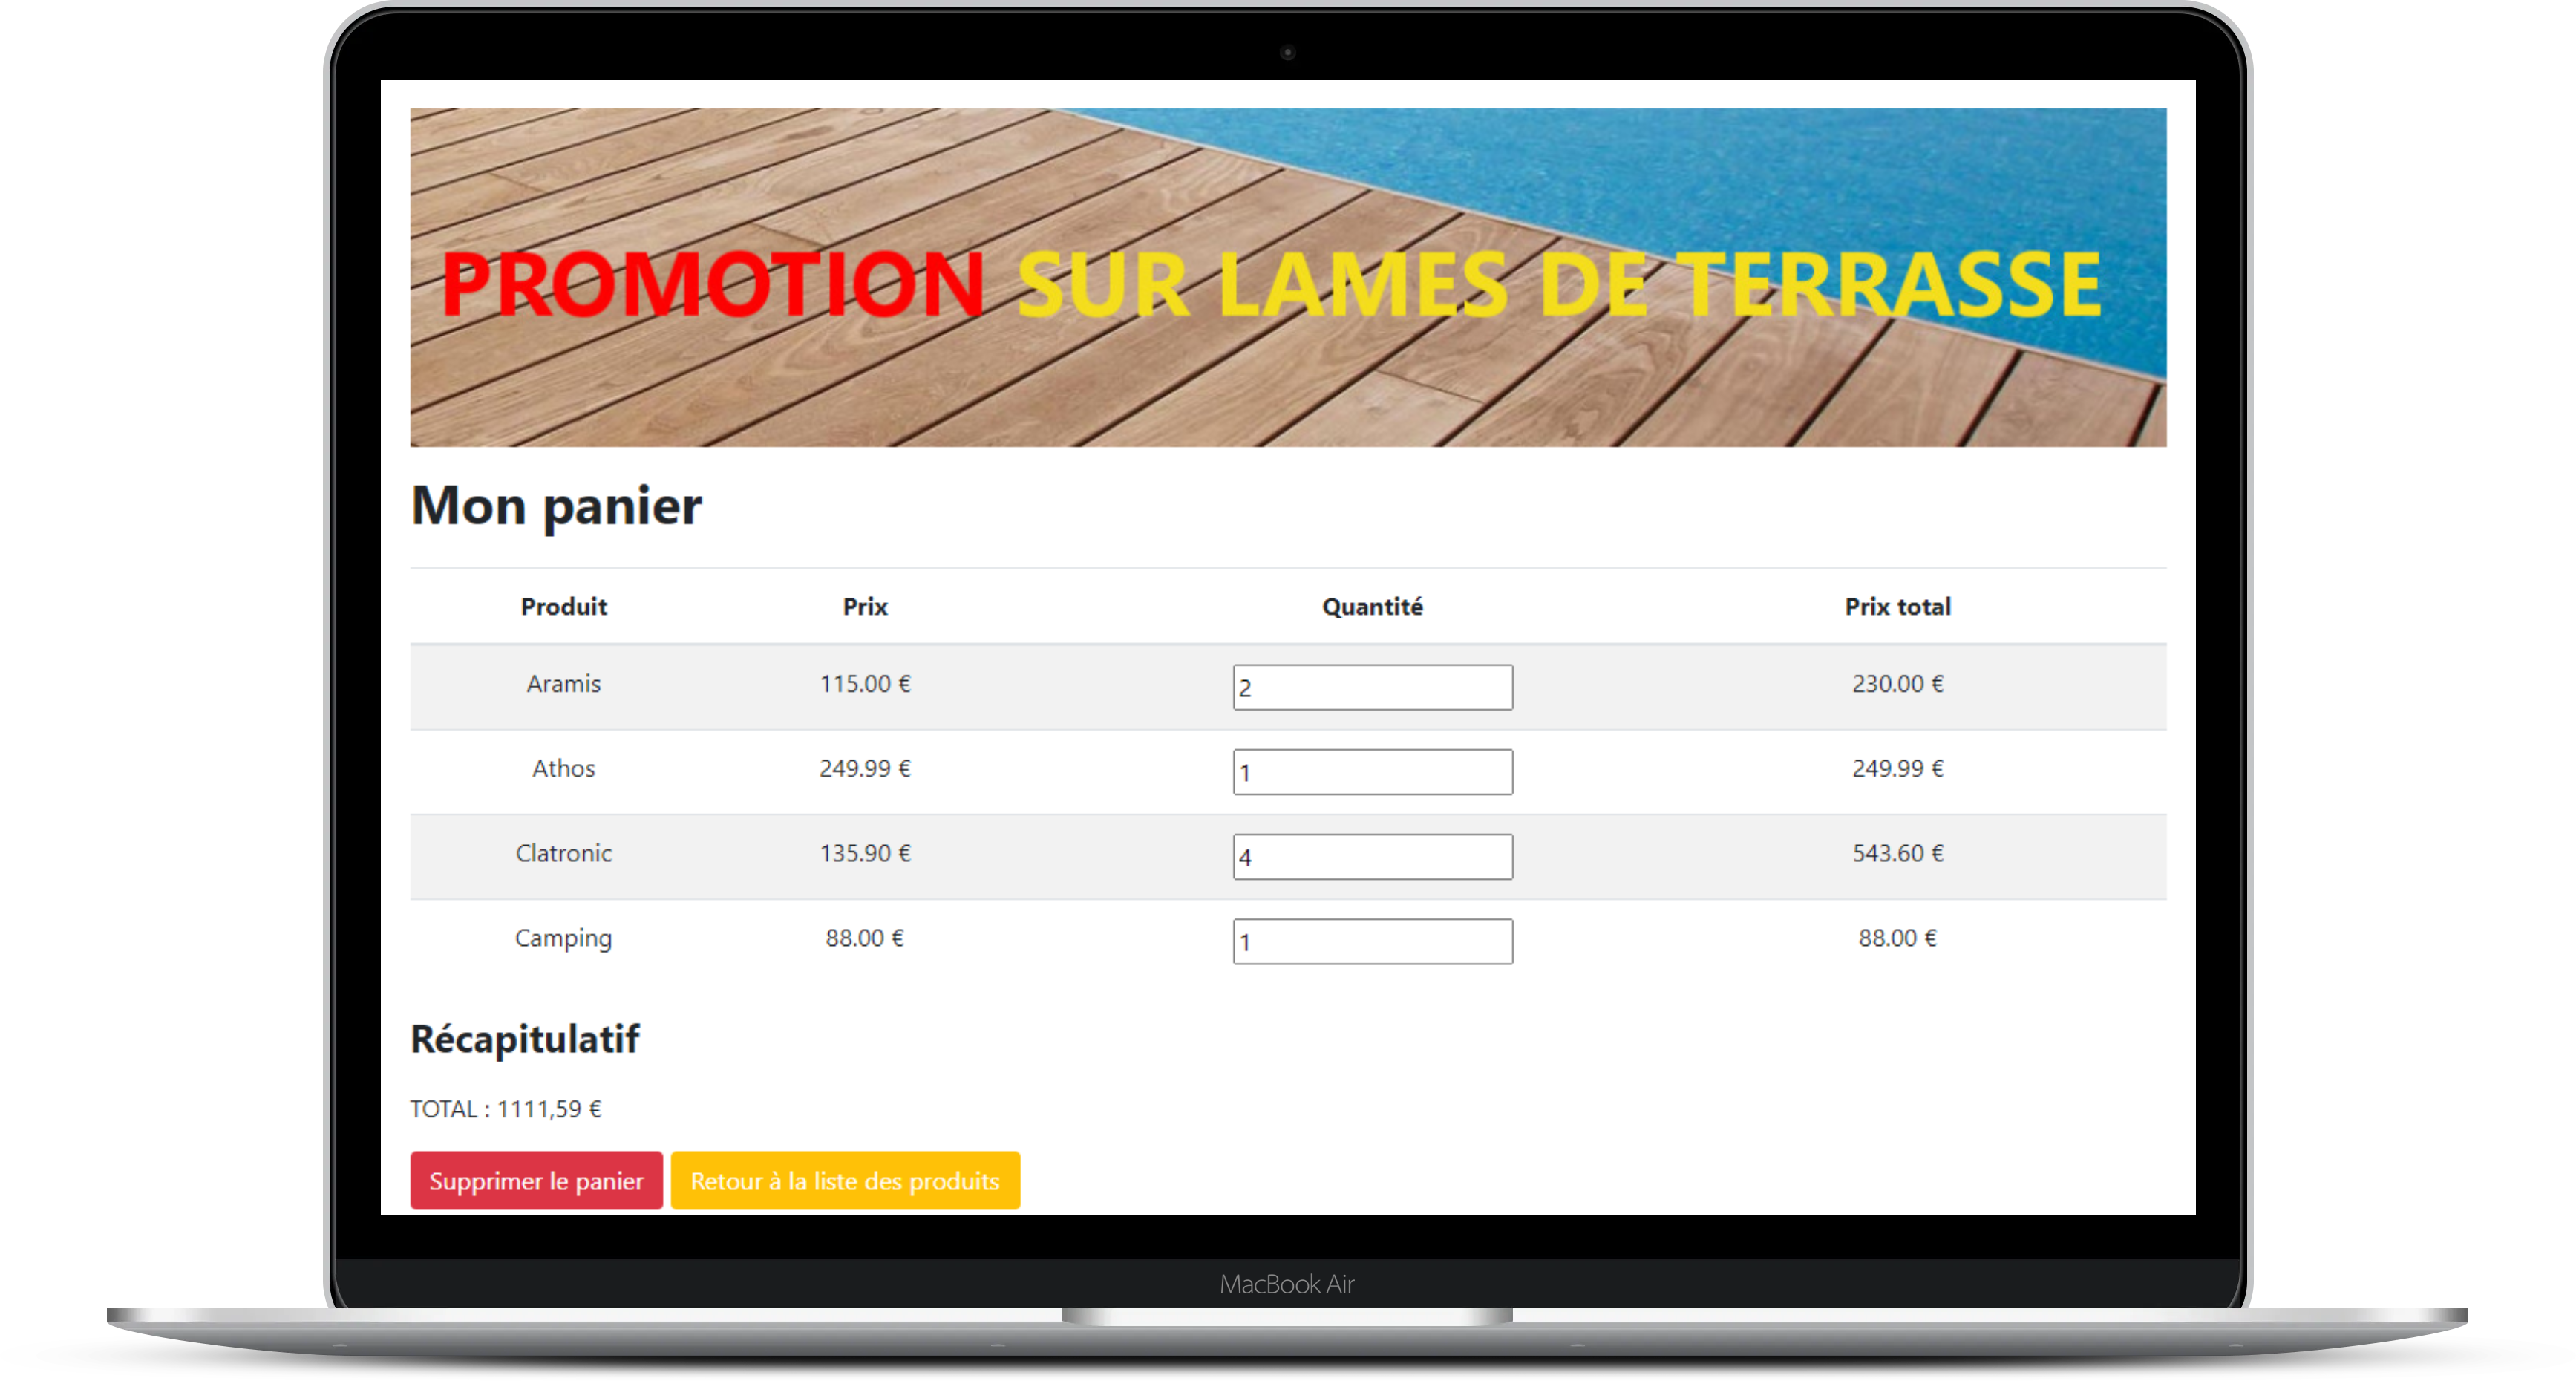 PROMOTION SUR LAMES DE TERRASSE
Mon panier
Produit Prix Quantité Prix total
Aramis 115.00 € 2 230.00 €
Athos 249.99 € 1 249.99 €
Clatronic 135.90 € 4 543.60 €
Camping 88.00 € 1 88.00 €
Récapitulatif
TOTAL : 1111,59 €
Supprimer le panier Retour à la liste des produits
MacBook Air